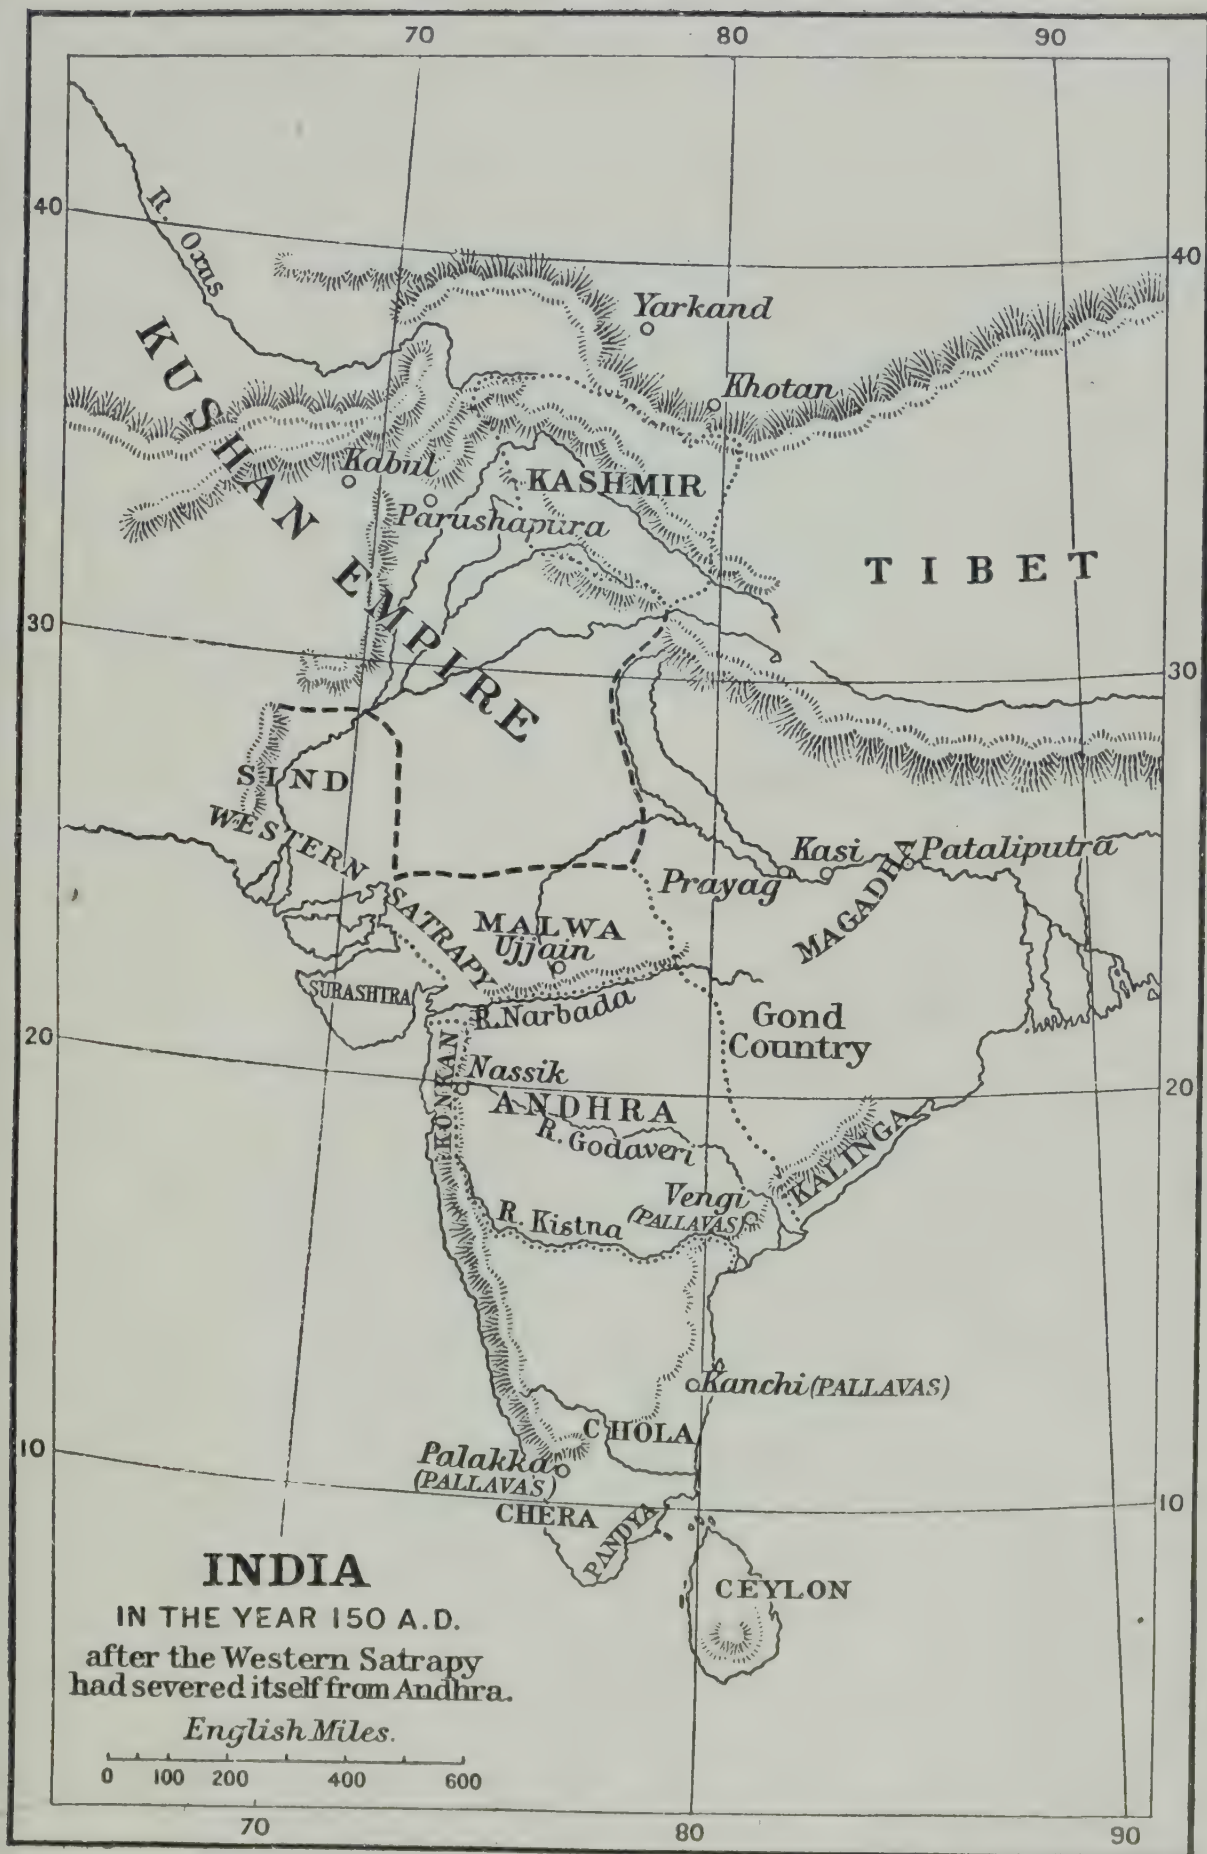 70 80 90
40
R. Oxus
40
Yarkand
Khotan
KUSHAN EMPIRE
Kabul
KASHMIR
Parushapura
TIBET
30
30
SIND
WESTERN SATRAPY
Kasi
Pataliputra
Prayag
MAGADHA
MALWA
Ujjain
SURASHTRA
R. Narbada
Gond
Country
20
20
KONKAN
Nassik
ANDHRA
R. Godaveri
KALINGA
Vengi
(PALLAVAS)
R. Kistna
Kanchi (PALLAVAS)
CHOLA
10
Palakka
(PALLAVAS)
10
CHERA
PANDYA
CEYLON
INDIA
IN THE YEAR 150 A.D.
after the Western Satrapy
had severed itself from Andhra.
English Miles.
0 100 200 400 600
70 80 90